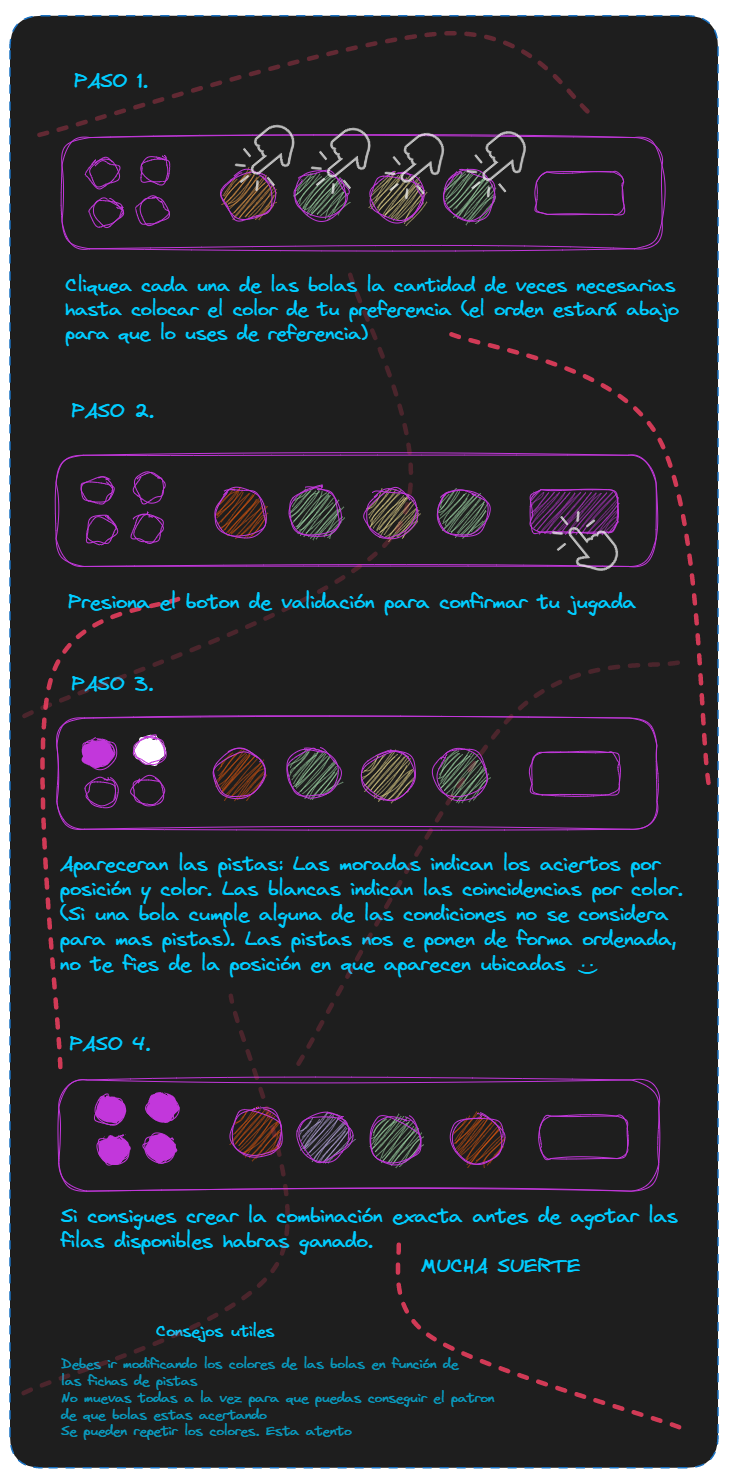 PASO 1.
Cliquea cada una de las bolas la cantidad de veces necesarias
hasta colocar el color de tu preferencia (el orden estará abajo
para que lo uses de referencia)
PASO 2.
Presiona el boton de validación para confirmar tu jugada
PASO 3.
Apareceran las pistas: Las moradas indican los aciertos por
posición y color. Las blancas indican las coincidencias por color.
(Si una bola cumple alguna de las condiciones no se considera
para mas pistas). Las pistas nos e ponen de forma ordenada,
no te fies de la posición en que aparecen ubicadas :)
PASO 4.
Si consigues crear la combinación exacta antes de agotar las
filas disponibles habras ganado.
MUCHA SUERTE
Consejos utiles
Debes ir modificando los colores de las bolas en función de
las fichas de pistas
No muevas todas a la vez para que puedas conseguir el patron
de que bolas estas acertando
Se pueden repetir los colores. Esta atento